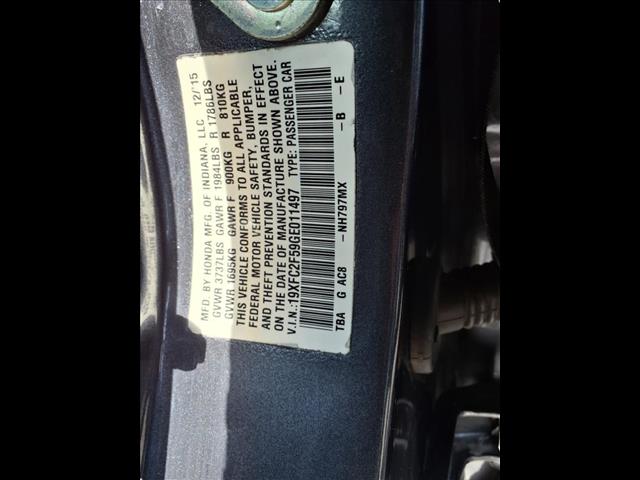 MFD. BY HONDA MFG. OF INDIANA, LLC 12/15
GVWR 3737LBS GAWR F 1984LBS R 1786LBS
GVWR 1695KG GAWR F 900KG R 810KG
THIS VEHICLE CONFORMS TO ALL APPLICABLE
FEDERAL MOTOR VEHICLE SAFETY, BUMPER,
AND THEFT PREVENTION STANDARDS IN EFFECT
ON THE DATE OF MANUFACTURE SHOWN ABOVE.
V.I.N.:19XFC2F59GE011497 TYPE: PASSENGER CAR
TBA G AC8 -NH797MX -B -E